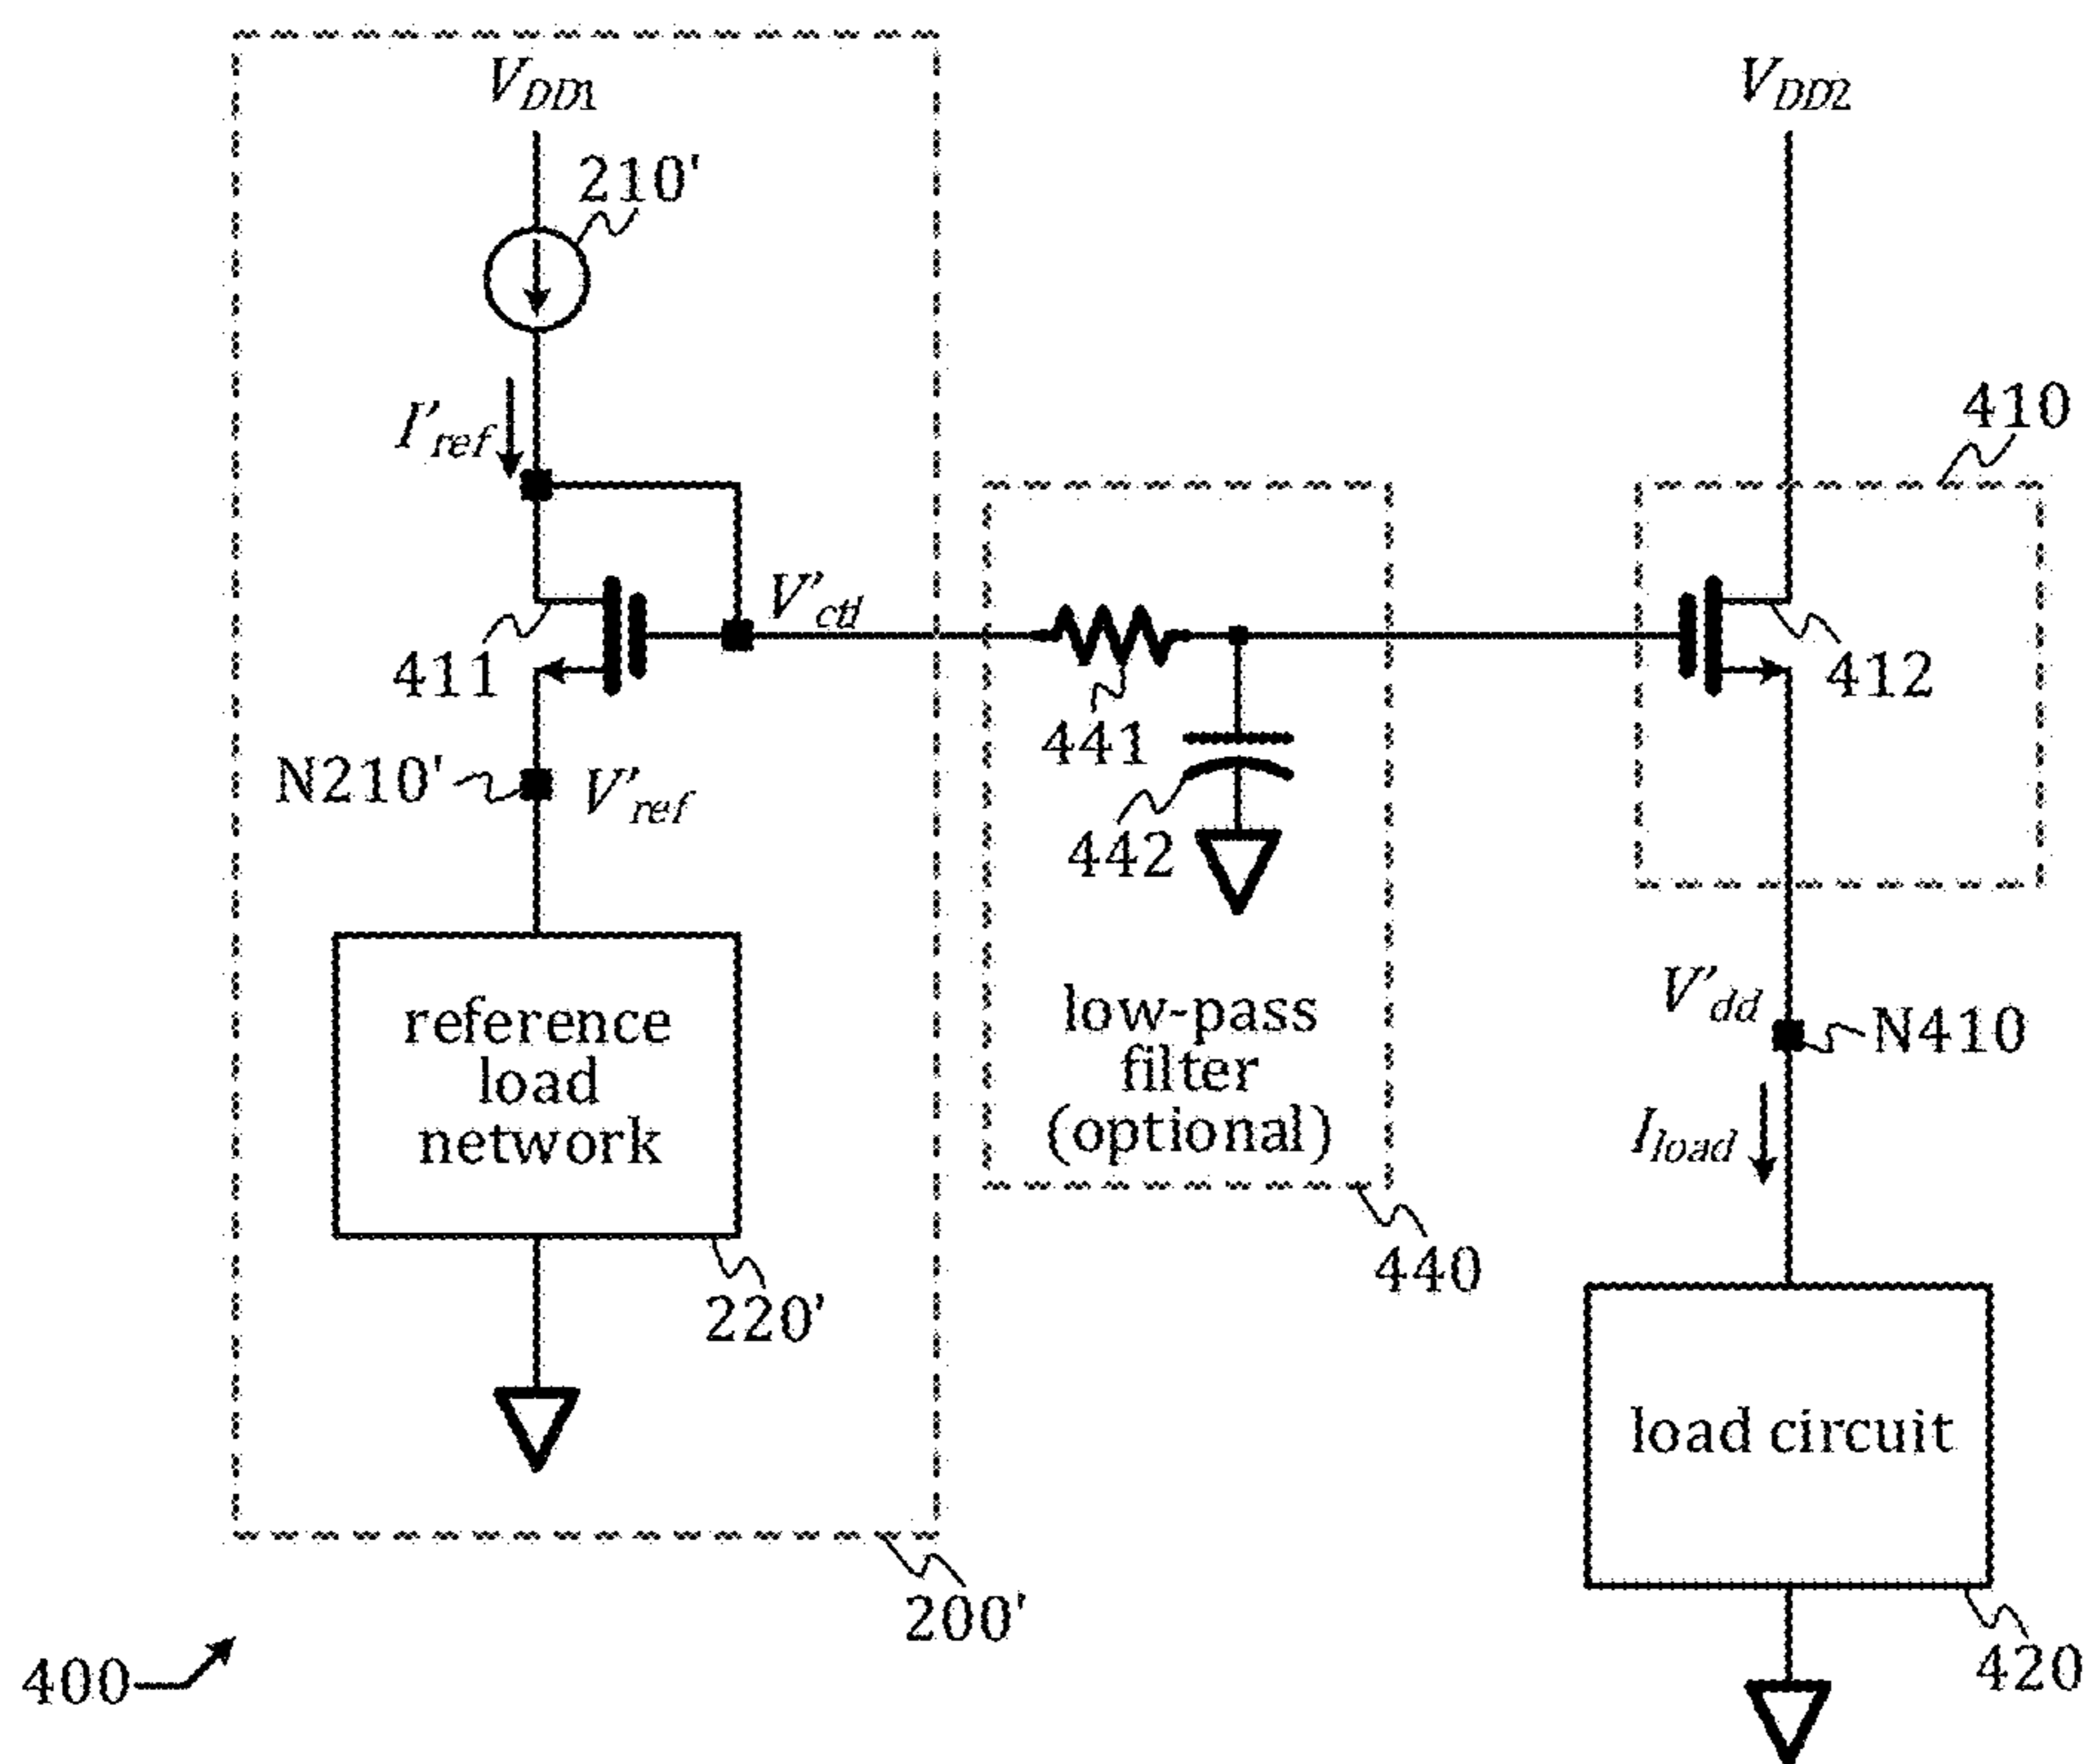 V_DD1
V_DD2
210'
410
I'_ref
V'_ctl
411
412
441
N210'
V'_ref
442
V'_dd
N410
reference
load
network
low-pass
filter
(optional)
I_load
440
220'
load circuit
200'
400
420